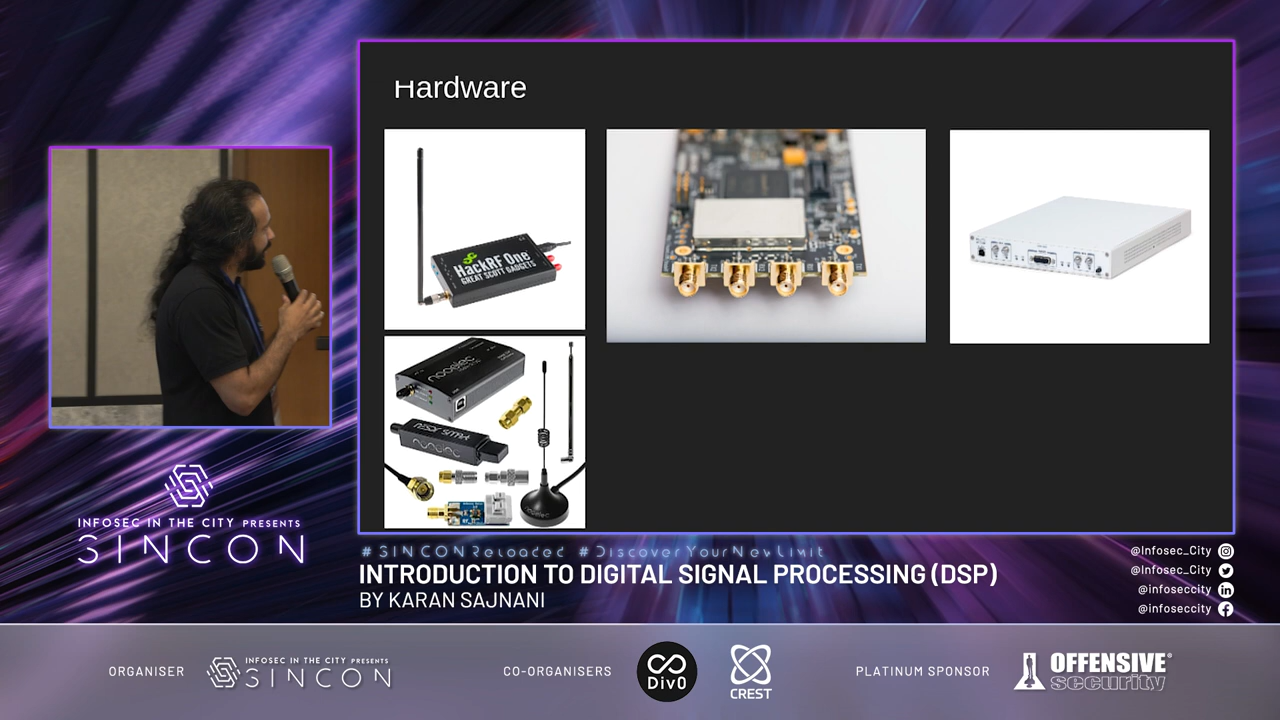 Hardware
HackRF One
GREAT SCOTT GADGETS
nooelec
NESDR SMArt
INFOSEC IN THE CITY PRESENTS
SINCON
#SINCONReloaded #DiscoverYourNewLimit
INTRODUCTION TO DIGITAL SIGNAL PROCESSING (DSP)
BY KARAN SAJNANI
@Infosec_City
@Infosec_City
@infoseccity
@infoseccity
ORGANISER
INFOSEC IN THE CITY PRESENTS
SINCON
CO-ORGANISERS
Div0
CREST
PLATINUM SPONSOR
OFFENSIVE®
security